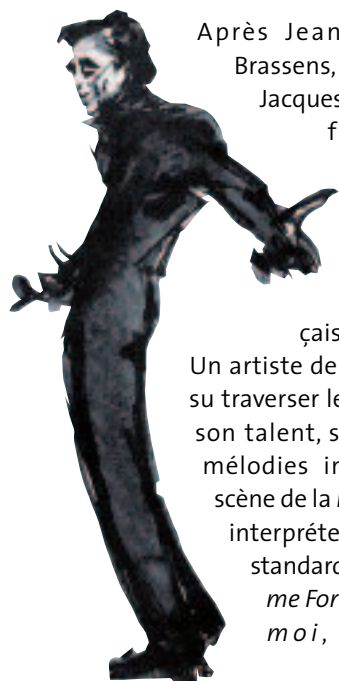 Après Jean
Brassens,
Jacques
f
çais
Un artiste de
su traverser le
son talent, s
mélodies in
scène de la
interpréte
standard
me For
moi,